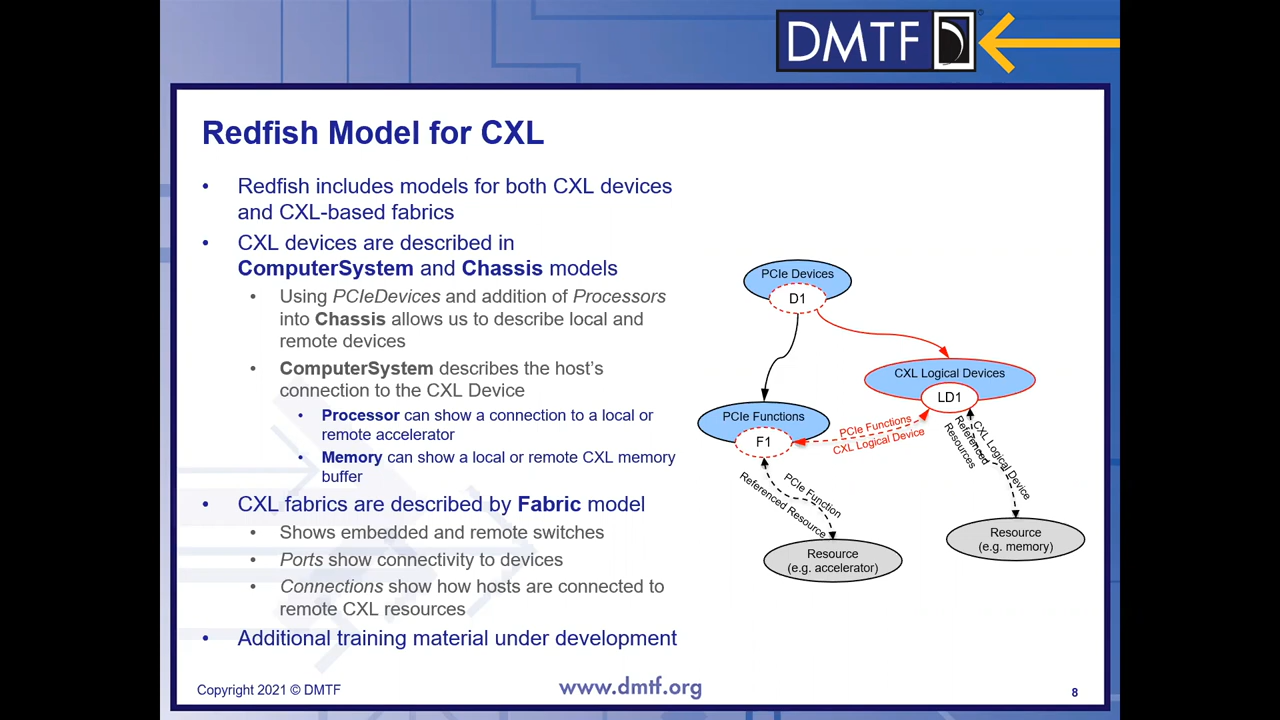 DMTF
Redfish Model for CXL
• Redfish includes models for both CXL devices
and CXL-based fabrics
• CXL devices are described in
ComputerSystem and Chassis models
• Using PCIeDevices and addition of Processors
into Chassis allows us to describe local and
remote devices
• ComputerSystem describes the host's
connection to the CXL Device
• Processor can show a connection to a local or
remote accelerator
• Memory can show a local or remote CXL memory
buffer
• CXL fabrics are described by Fabric model
• Shows embedded and remote switches
• Ports show connectivity to devices
• Connections show how hosts are connected to
remote CXL resources
• Additional training material under development
PCIe Devices
D1
CXL Logical Devices
LD1
PCIe Functions
F1
PCIe Functions
CXL Logical Device
CXL Logical Device
Referenced
Resources
PCIe Function
Referenced Resource
Resource
(e.g. memory)
Resource
(e.g. accelerator)
Copyright 2021 © DMTF
www.dmtf.org
8